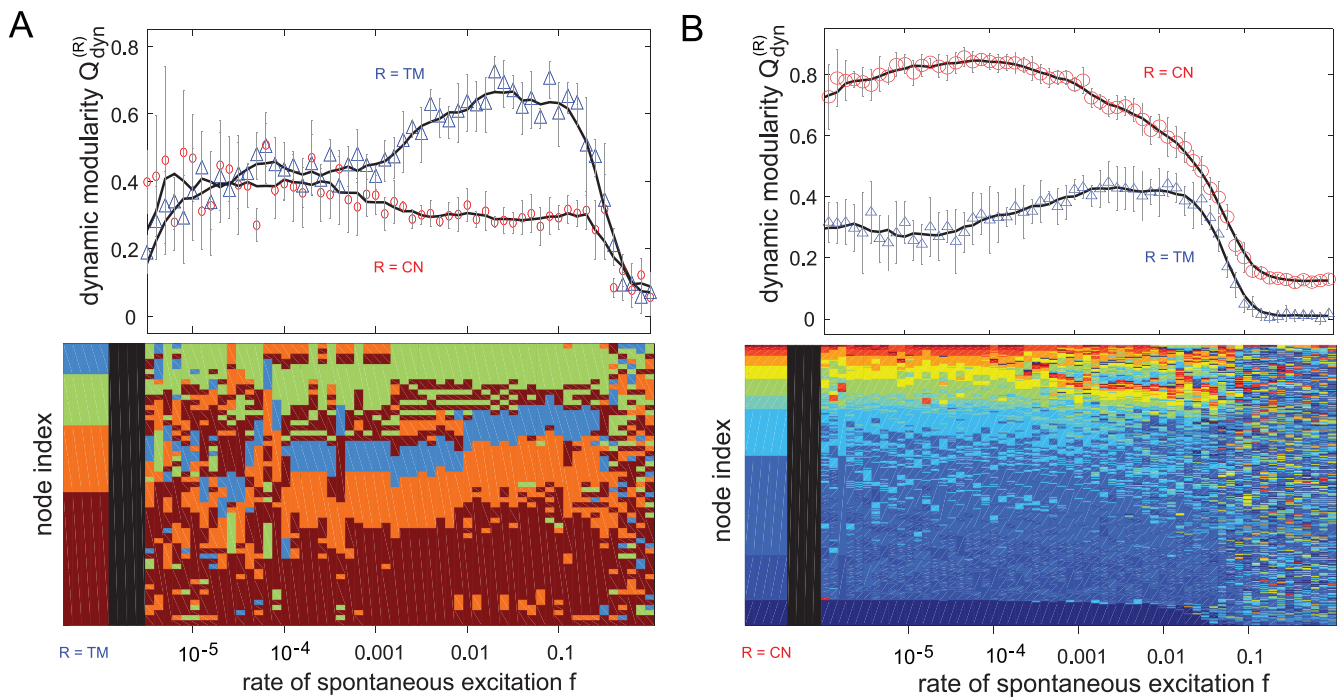 A
dynamic modularity Q_dyn^(R)
0.8
0.6
0.4
0.2
0
R = TM
R = CN
node index
R = TM
10^-5
10^-4
0.001
0.01
0.1
rate of spontaneous excitation f
B
dynamic modularity Q_dyn^(R)
0.8
0.6
0.4
0.2
0
R = CN
R = TM
node index
R = CN
10^-5
10^-4
0.001
0.01
0.1
rate of spontaneous excitation f